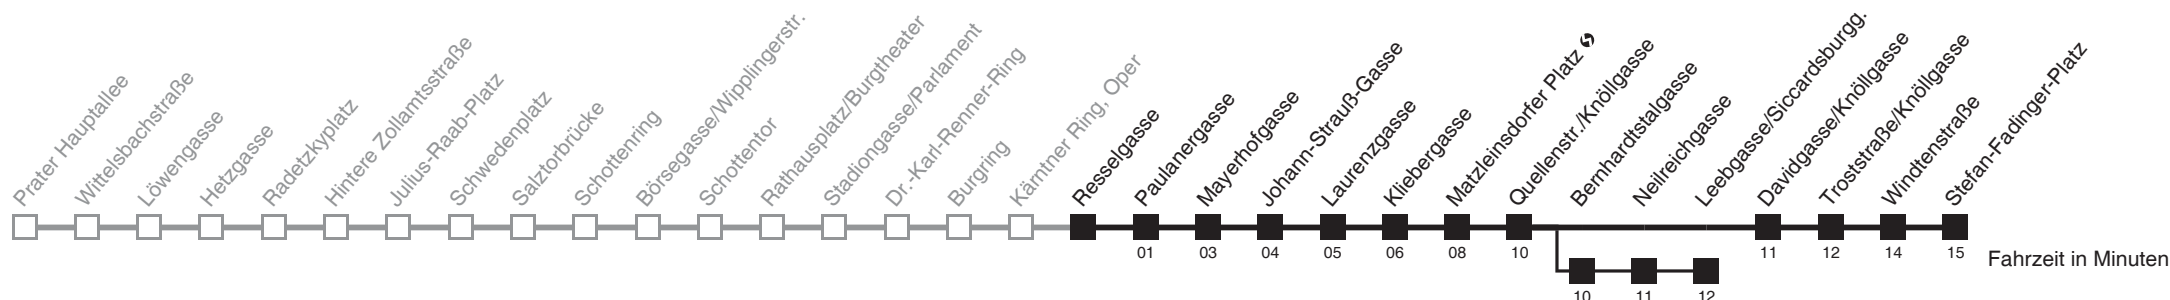 Prater Hauptallee
Wittelsbachstraße
Löwengasse
Hetzgasse
Radetzkyplatz
Hintere Zollamtsstraße
Julius-Raab-Platz
Schwedenplatz
Salztorbrücke
Schottenring
Börsegasse/Wipplingerstr.
Schottentor
Rathausplatz/Burgtheater
Stadiongasse/Parlament
Dr.-Karl-Renner-Ring
Burgring
Kärntner Ring, Oper
Resselgasse
Paulanergasse
Mayerhofgasse
Johann-Strauß-Gasse
Laurenzgasse
Kliebergasse
Matzleinsdorfer Platz
Quellenstr./Knöllgasse
Bernhardtstalgasse
Neilreichgasse
Leebgasse/Siccardsburgg.
Davidgasse/Knöllgasse
Troststraße/Knöllgasse
Windtenstraße
Stefan-Fadinger-Platz
01 03 04 05 06 08 10 11 12 14 15
Fahrzeit in Minuten
10 11 12